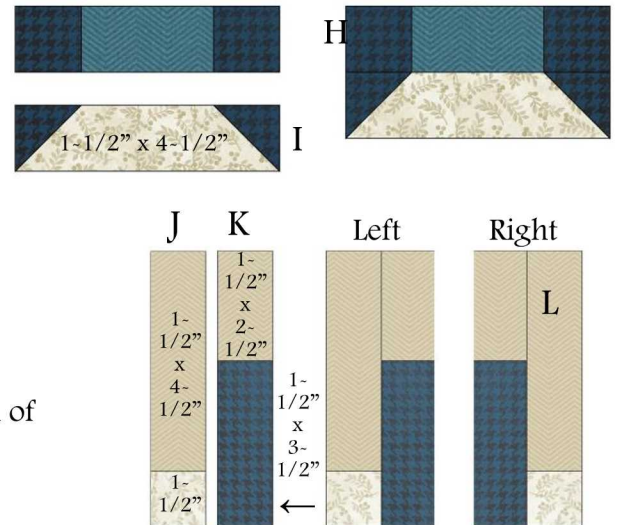 H
1~1/2” x 4~1/2”
I
J
K
Left
Right
1~
1/2”
x
4~
1/2”
1~
1/2”
x
2~
1/2”
L
1~
1/2”
x
3~
1/2”
of
1~
1/2”